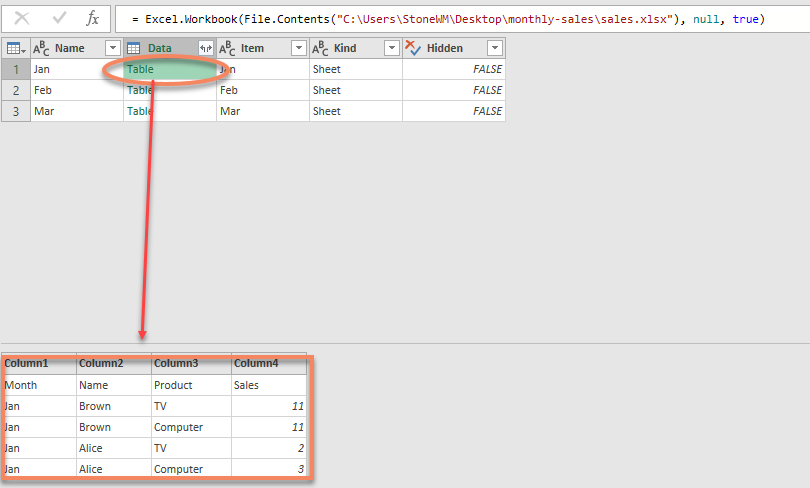 fx = Excel.Workbook(File.Contents("C:\Users\StoneWM\Desktop\monthly-sales\sales.xlsx"), null, true)
ABC Name Data ABC Item ABC Kind Hidden
1 Jan Table Jan Sheet FALSE
2 Feb Table Feb Sheet FALSE
3 Mar Table Mar Sheet FALSE
Column1 Column2 Column3 Column4
Month Name Product Sales
Jan Brown TV 11
Jan Brown Computer 11
Jan Alice TV 2
Jan Alice Computer 3